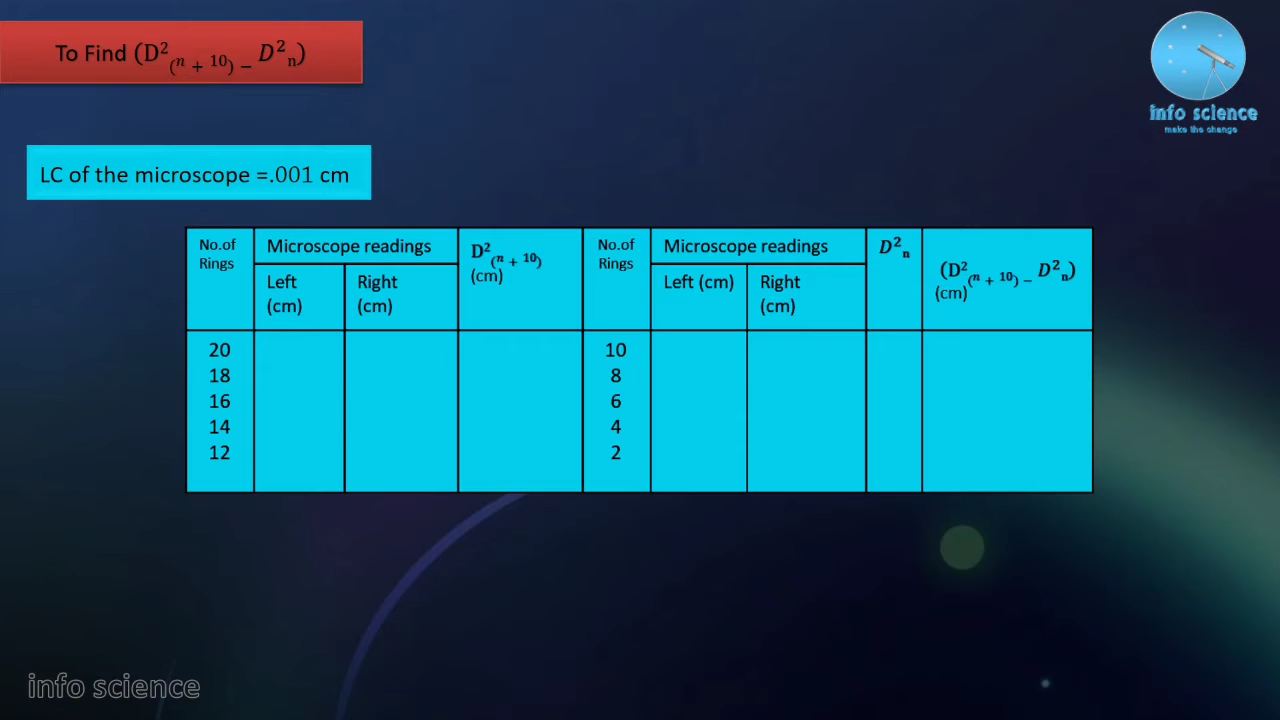 To Find (D²(n + 10) − D²n)
info science
make the change
LC of the microscope =.001 cm
No.of Rings
Microscope readings
D²(n + 10)
(cm)
No.of Rings
Microscope readings
D²n
(D²(n + 10) − D²n)
(cm)
Left (cm)
Right (cm)
Left (cm)
Right (cm)
20 10
18 8
16 6
14 4
12 2
info science